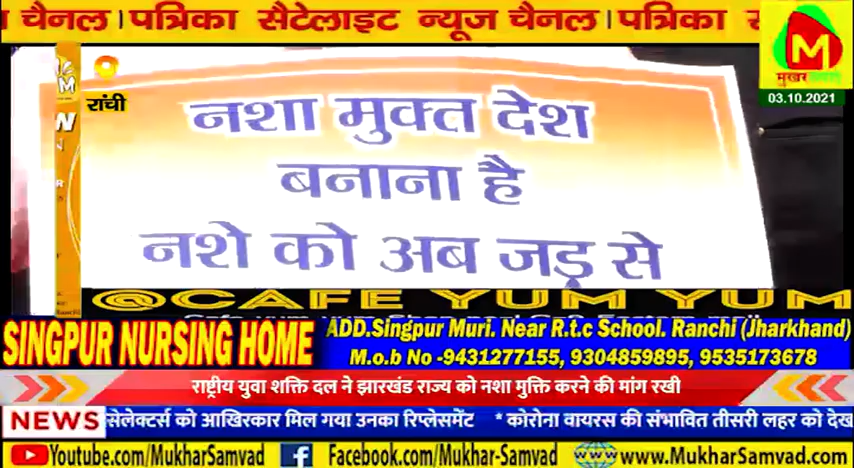 चैनल।पत्रिका सैटेलाइट न्यूज चैनल।पत्रिका
M
03.10.2021
रांची
नशा मुक्त देश
बनाना है
नशे को अब जड़ से
@CAFE YUM YUM
SINGPUR NURSING HOME
ADD.Singpur Muri. Near R.t.c School. Ranchi (Jharkhand)
M.o.b No -9431277155, 9304859895, 9535173678
राष्ट्रीय युवा शक्ति दल ने झारखंड राज्य को नशा मुक्ति करने की मांग रखी
NEWS
सेलेक्टर्स को आखिरकार मिल गया उनका रिप्लेसमेंट * कोरोना वायरस की संभावित तीसरी लहर को देख
Youtube.com/MukharSamvad
Facebook.com/Mukhar-Samvad
www.MukharSamvad.com